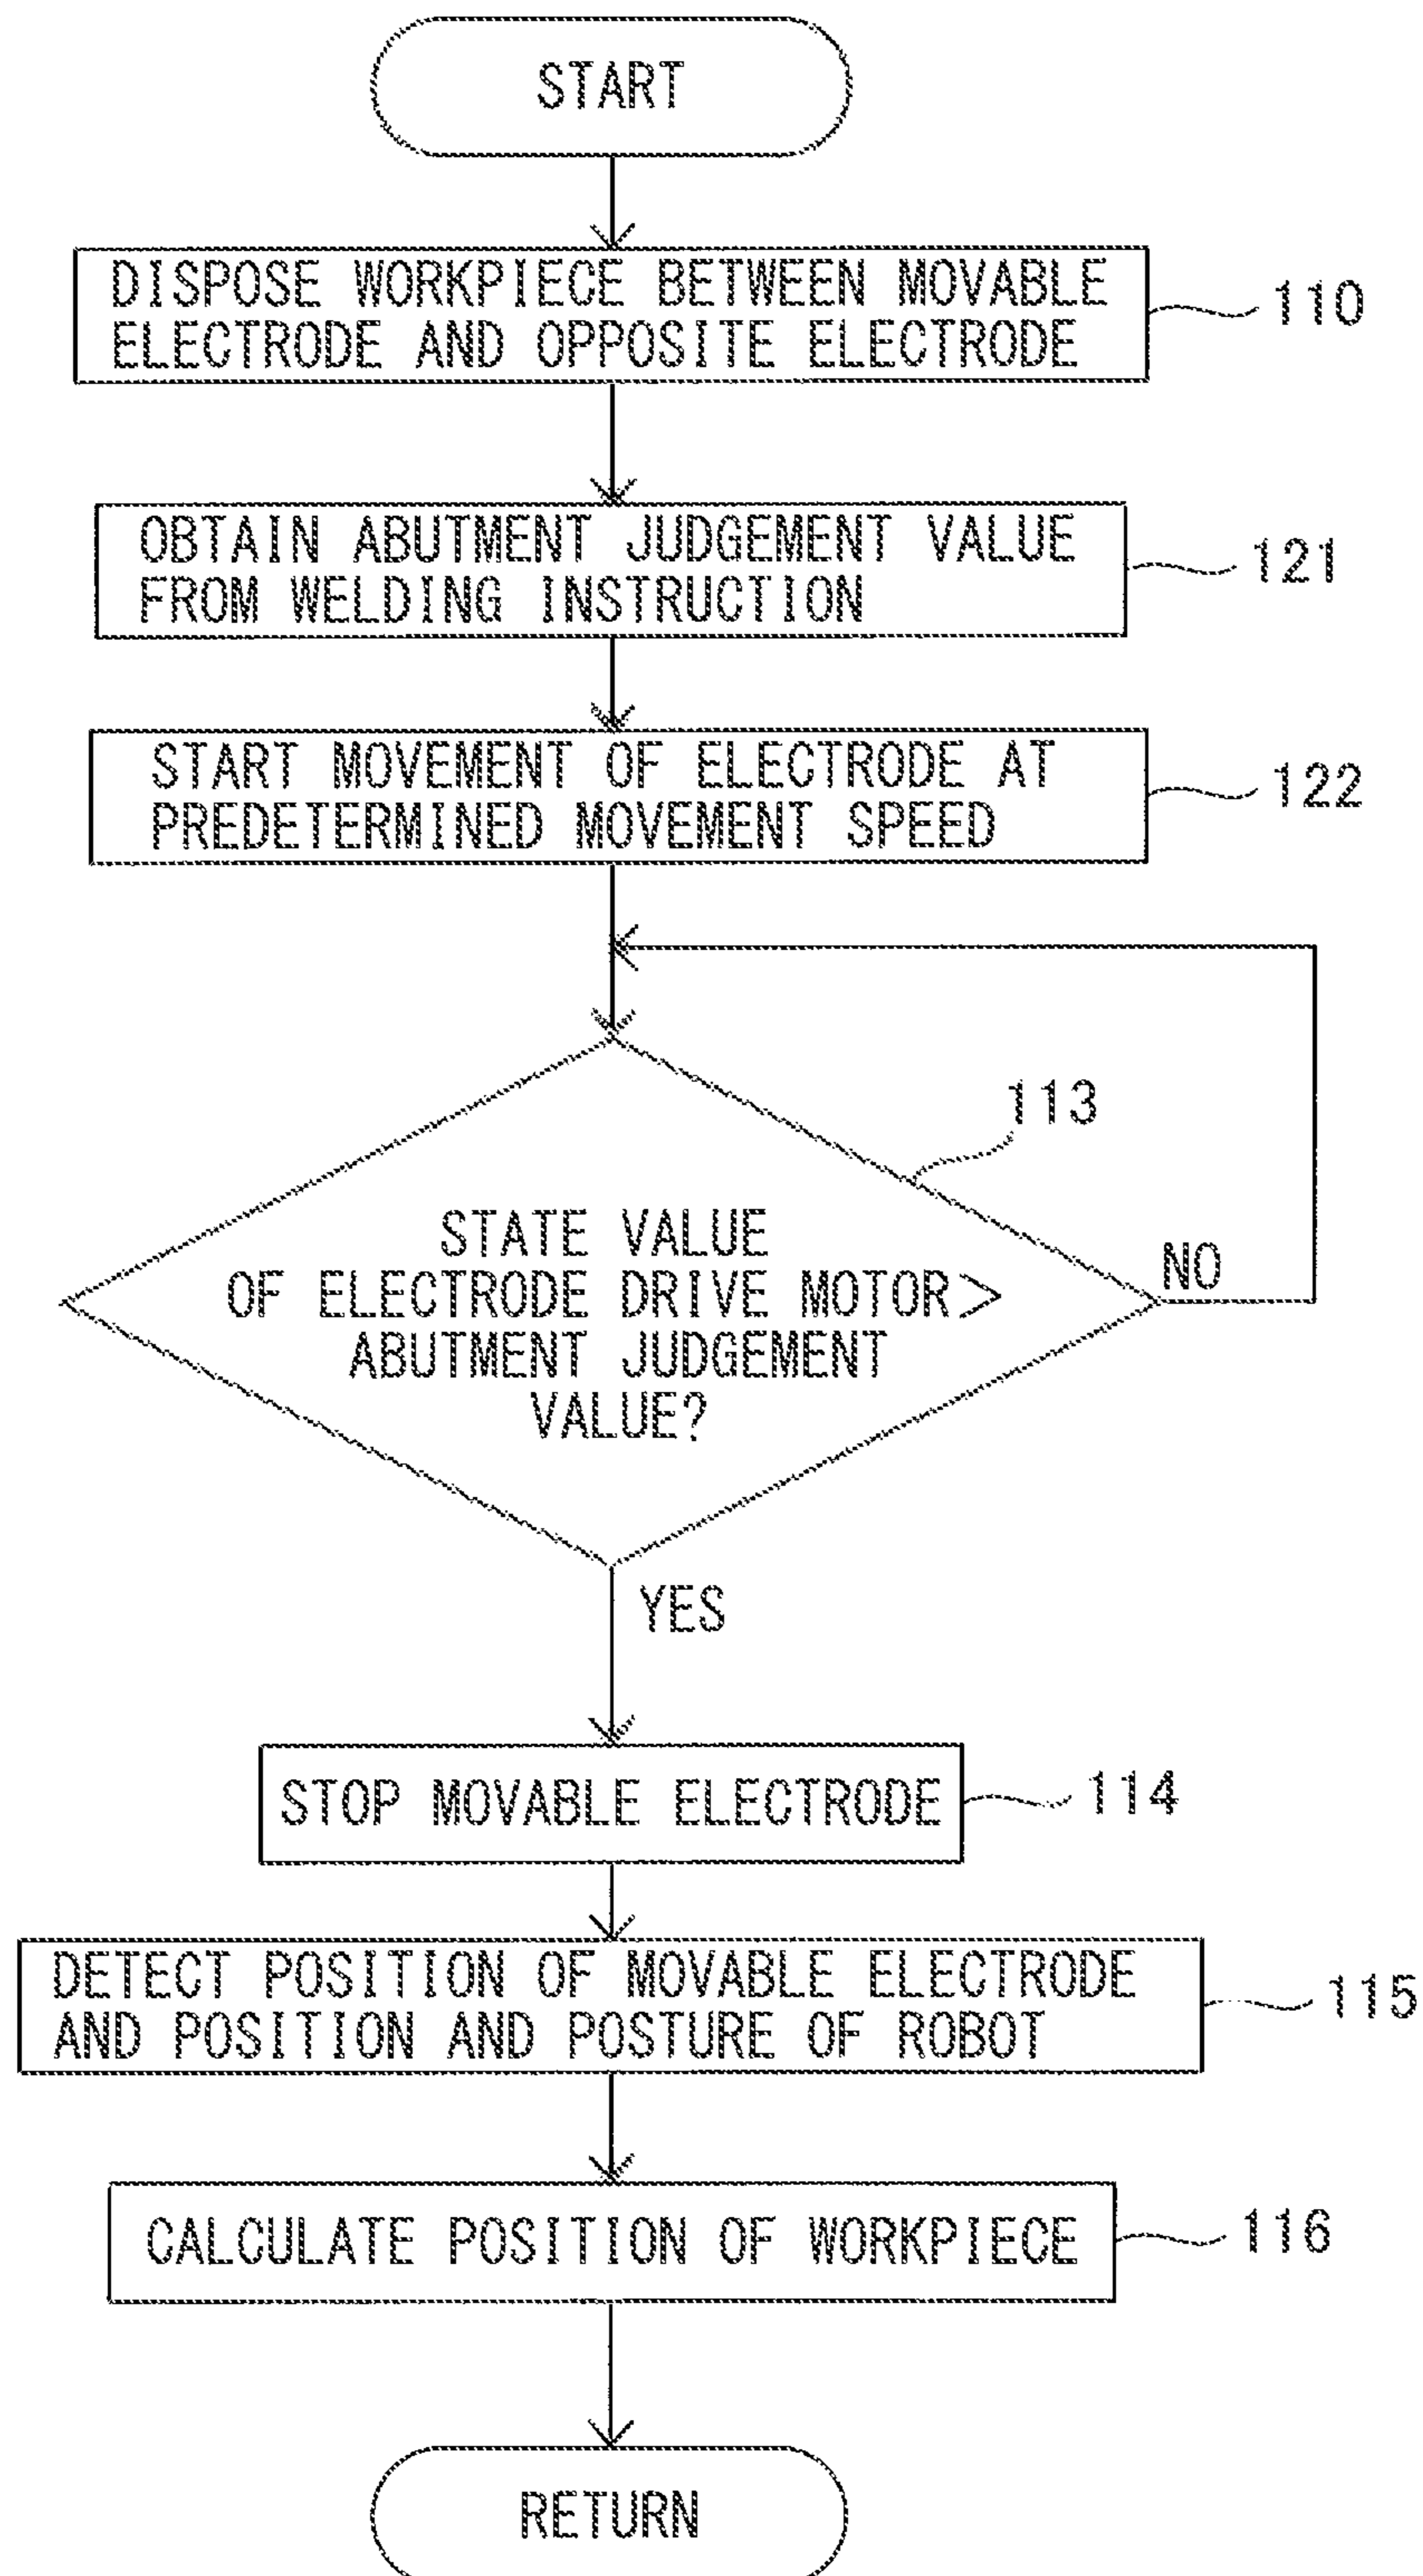 START
DISPOSE WORKPIECE BETWEEN MOVABLE
ELECTRODE AND OPPOSITE ELECTRODE
110
OBTAIN ABUTMENT JUDGEMENT VALUE
FROM WELDING INSTRUCTION
121
START MOVEMENT OF ELECTRODE AT
PREDETERMINED MOVEMENT SPEED
122
113
STATE VALUE
OF ELECTRODE DRIVE MOTOR>
ABUTMENT JUDGEMENT
VALUE?
NO
YES
STOP MOVABLE ELECTRODE
114
DETECT POSITION OF MOVABLE ELECTRODE
AND POSITION AND POSTURE OF ROBOT
115
CALCULATE POSITION OF WORKPIECE
116
RETURN